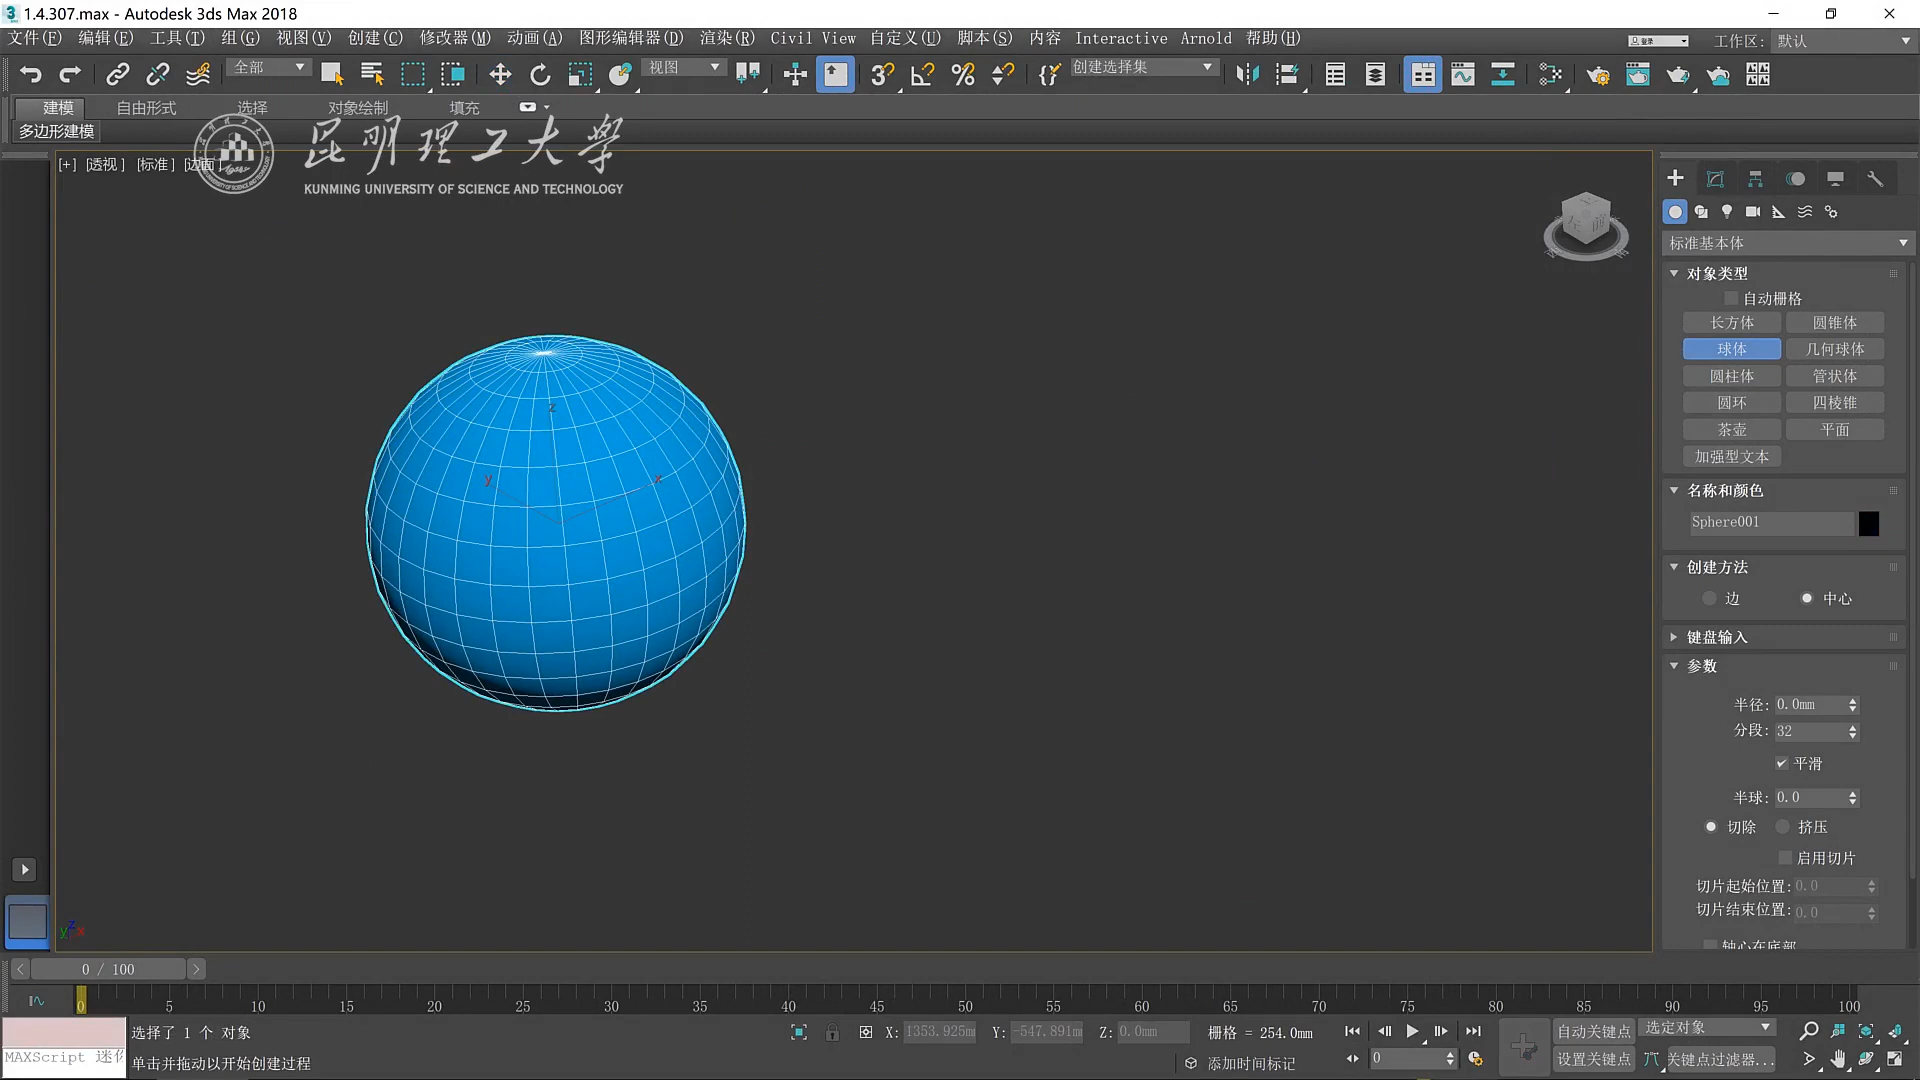 1.4.307.max - Autodesk 3ds Max 2018
文件(F) 编辑(E) 工具(T) 组(G) 视图(V) 创建(C) 修改器(M) 动画(A) 图形编辑器(D) 渲染(R) Civil View 自定义(U) 脚本(S) 内容 Interactive Arnold 帮助(H)
登录
工作区: 默认
全部
视图
创建选择集
建模 自由形式 选择 对象绘制 填充
多边形建模
昆明理工大学
KUNMING UNIVERSITY OF SCIENCE AND TECHNOLOGY
[+] [透视] [标准] [边面]
z
y
x
标准基本体
对象类型
自动栅格
长方体 圆锥体
球体 几何球体
圆柱体 管状体
圆环 四棱锥
茶壶 平面
加强型文本
名称和颜色
Sphere001
创建方法
边 中心
键盘输入
参数
半径: 0.0mm
分段: 32
平滑
半球: 0.0
切除 挤压
启用切片
切片起始位置: 0.0
切片结束位置: 0.0
轴心在底部
z
y x
0 / 100
0 5 10 15 20 25 30 35 40 45 50 55 60 65 70 75 80 85 90 95 100
选择了 1 个 对象
X: 1353.925m Y: -547.891m Z: 0.0mm 栅格 = 254.0mm
自动关键点 选定对象
MAXScript 迷
单击并拖动以开始创建过程
添加时间标记
0
设置关键点 关键点过滤器...